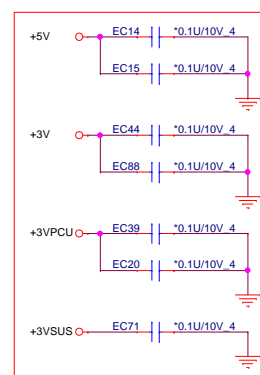 +5V EC14 *0.1U/10V_4
EC15 *0.1U/10V_4
+3V EC44 *0.1U/10V_4
EC88 *0.1U/10V_4
+3VPCU EC39 *0.1U/10V_4
EC20 *0.1U/10V_4
+3VSUS EC71 *0.1U/10V_4